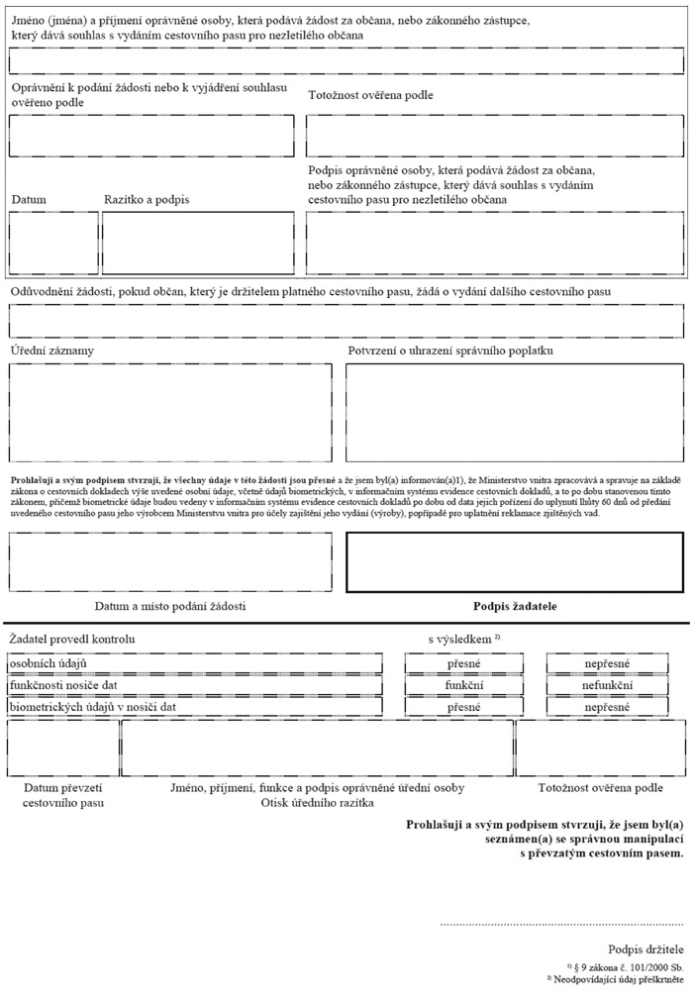 Jméno (jména) a příjmení oprávněné osoby, která podává žádost za občana, nebo zákonného zástupce,
který dává souhlas s vydáním cestovního pasu pro nezletilého občana
Oprávnění k podání žádosti nebo k vyjádření souhlasu
ověřeno podle
Totožnost ověřena podle
Podpis oprávněné osoby, která podává žádost za občana,
nebo zákonného zástupce, který dává souhlas s vydáním
cestovního pasu pro nezletilého občana
Datum
Razítko a podpis
Odůvodnění žádosti, pokud občan, který je držitelem platného cestovního pasu, žádá o vydání dalšího cestovního pasu
Úřední záznamy
Potvrzení o uhrazení správního poplatku
Prohlašuji a svým podpisem stvrzuji, že všechny údaje v této žádosti jsou přesné a že jsem byl(a) informován(a)1), že Ministerstvo vnitra zpracovává a spravuje na základě
zákona o cestovních dokladech výše uvedené osobní údaje, včetně údajů biometrických, v informačním systému evidence cestovních dokladů, a to po dobu stanovenou tímto
zákonem, přičemž biometrické údaje budou vedeny v informačním systému evidence cestovních dokladů po dobu od data jejich pořízení do uplynutí lhůty 60 dnů od předání
uvedeného cestovního pasu jeho výrobcem Ministerstvu vnitra pro účely zajištění jeho vydání (výroby), popřípadě pro uplatnění reklamace zjištěných vad.
Datum a místo podání žádosti
Podpis žadatele
Žadatel provedl kontrolu
s výsledkem 2)
osobních údajů
přesné
nepřesné
funkčnosti nosiče dat
funkční
nefunkční
biometrických údajů v nosiči dat
přesné
nepřesné
Datum převzetí
cestovního pasu
Jméno, příjmení, funkce a podpis oprávněné úřední osoby
Otisk úředního razítka
Totožnost ověřena podle
Prohlašuji a svým podpisem stvrzuji, že jsem byl(a)
seznámen(a) se správnou manipulací
s převzatým cestovním pasem.
Podpis držitele
1) § 9 zákona č. 101/2000 Sb.
2) Neodpovídající údaj přeškrtněte